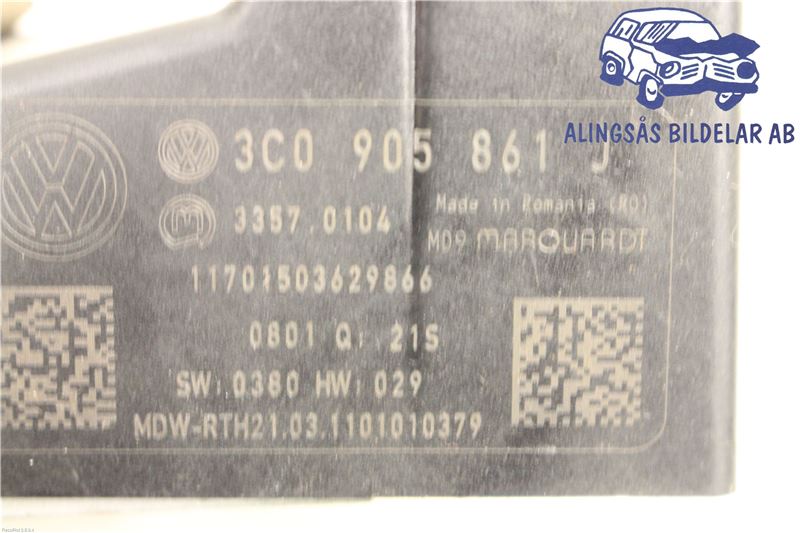 ALINGSÅS BILDELAR AB
3C0 905 861 J
3357.0104
Made in Romania (RO)
MD9 MARQUARDT
11701503629866
0801 Q: 21S
SW: 0380 HW: 029
MDW-RTH21.03.1101010379